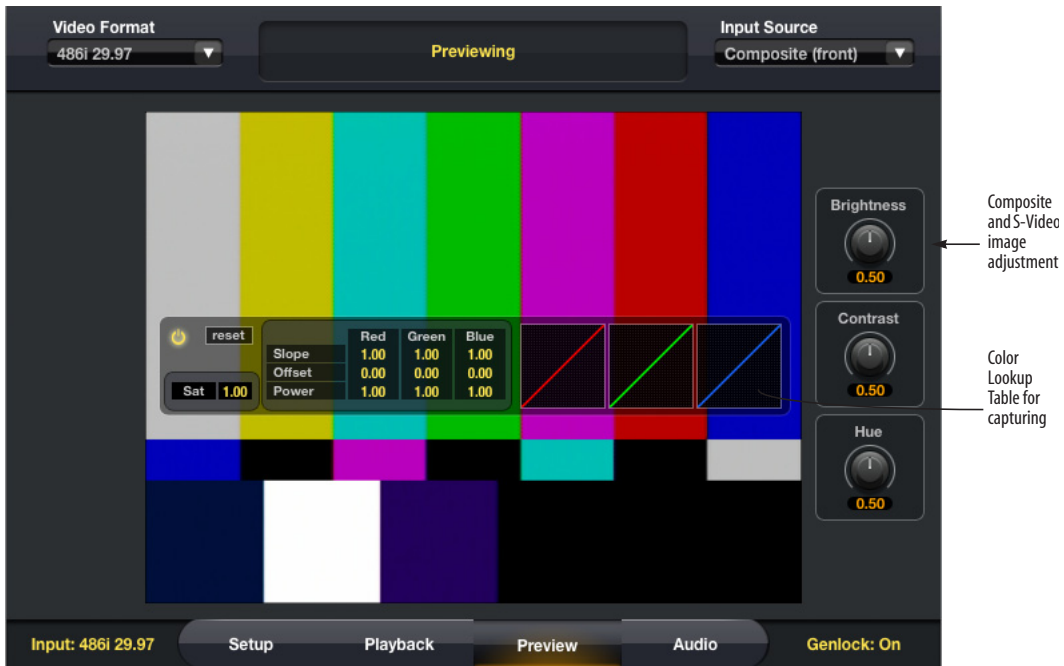 Video Format
486i 29.97
Previewing
Input Source
Composite (front)
Brightness
0.50
Composite
and S-Video
image
adjustment
reset
Red Green Blue
Slope 1.00 1.00 1.00
Offset 0.00 0.00 0.00
Power 1.00 1.00 1.00
Sat 1.00
Contrast
0.50
Color
Lookup
Table for
capturing
Hue
0.50
Input: 486i 29.97
Setup
Playback
Preview
Audio
Genlock: On